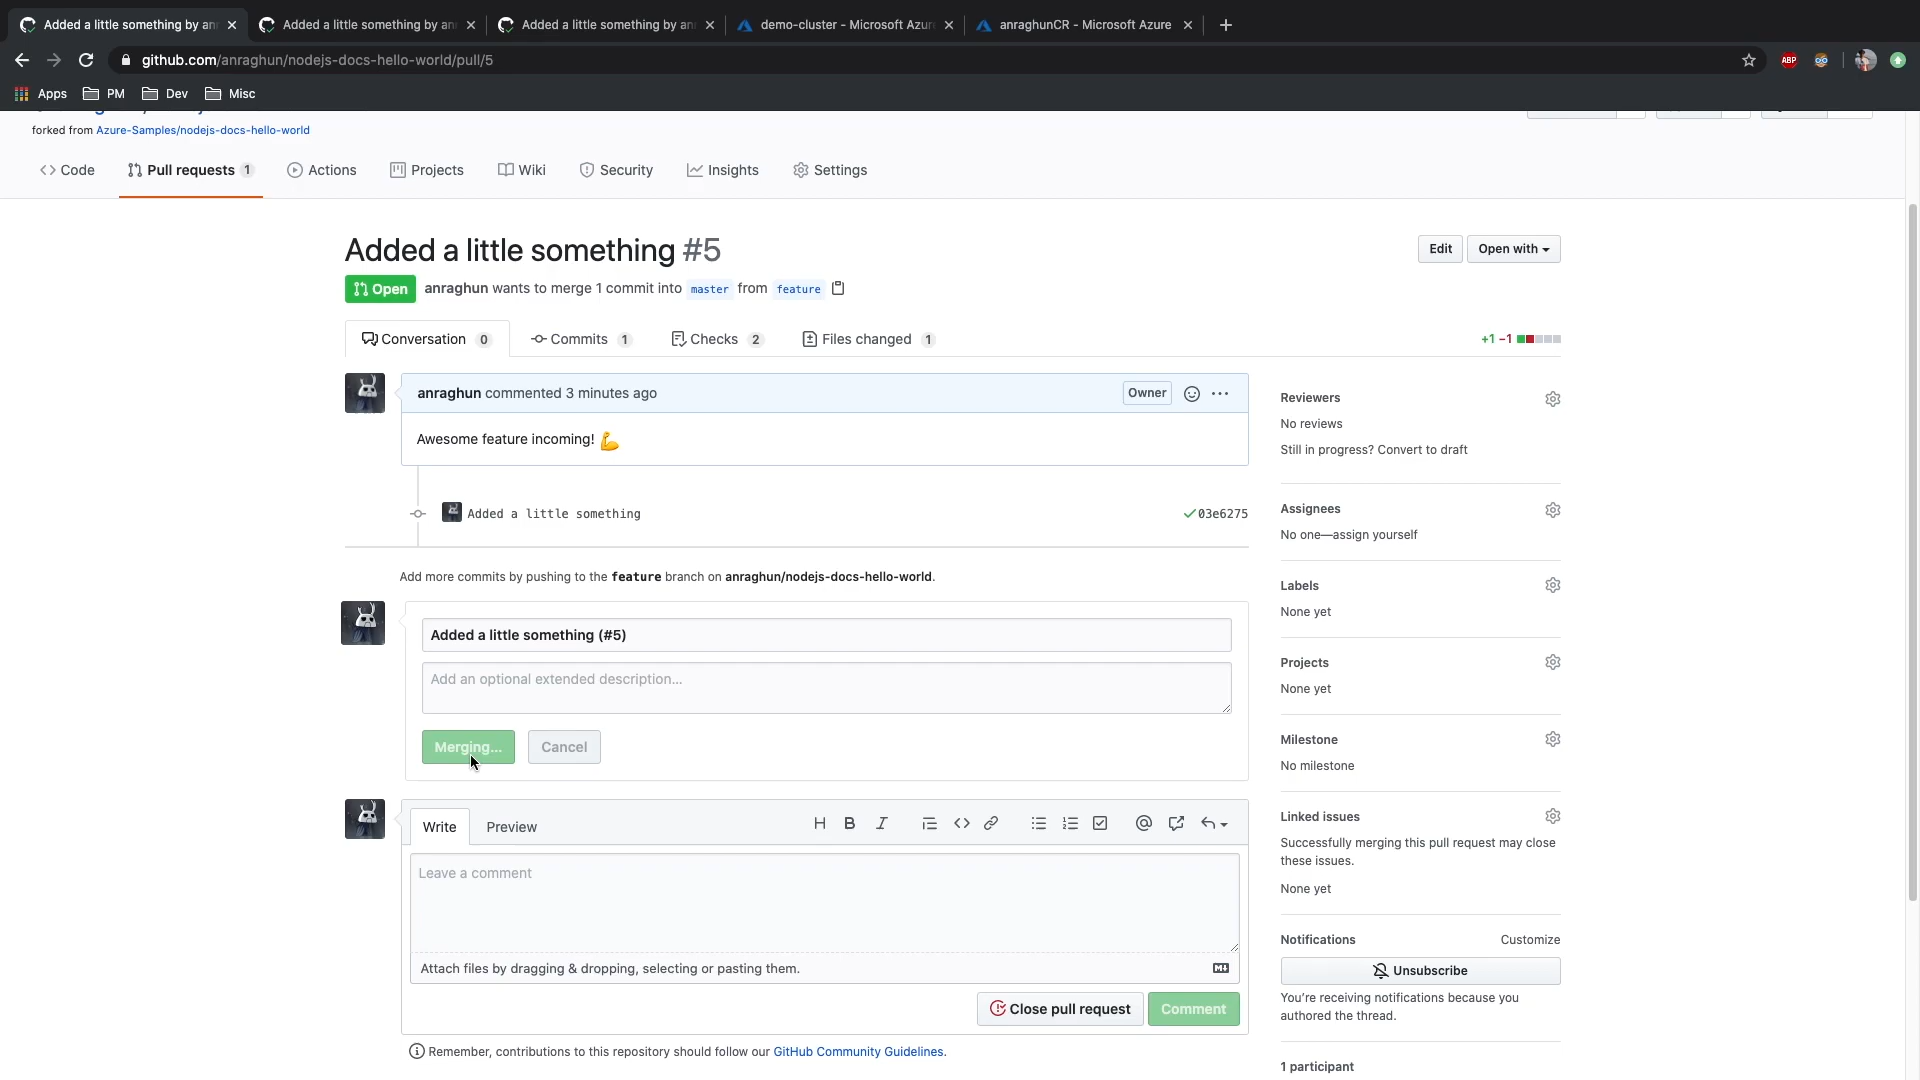 Added a little something by an
Added a little something by an
Added a little something by an
demo-cluster - Microsoft Azur
anraghunCR - Microsoft Azure
github.com/anraghun/nodejs-docs-hello-world/pull/5
ABP
Apps
PM
Dev
Misc
forked from Azure-Samples/nodejs-docs-hello-world
Code
Pull requests 1
Actions
Projects
Wiki
Security
Insights
Settings
Added a little something #5
Edit
Open with
Open
anraghun wants to merge 1 commit into master from feature
Conversation 0
Commits 1
Checks 2
Files changed 1
+1 −1
anraghun commented 3 minutes ago
Owner
Awesome feature incoming! 💪
Added a little something
03e6275
Add more commits by pushing to the feature branch on anraghun/nodejs-docs-hello-world.
Added a little something (#5)
Add an optional extended description...
Merging...
Cancel
Write
Preview
Leave a comment
Attach files by dragging & dropping, selecting or pasting them.
Close pull request
Comment
Remember, contributions to this repository should follow our GitHub Community Guidelines.
Reviewers
No reviews
Still in progress? Convert to draft
Assignees
No one—assign yourself
Labels
None yet
Projects
None yet
Milestone
No milestone
Linked issues
Successfully merging this pull request may close
these issues.
None yet
Notifications
Customize
Unsubscribe
You're receiving notifications because you
authored the thread.
1 participant